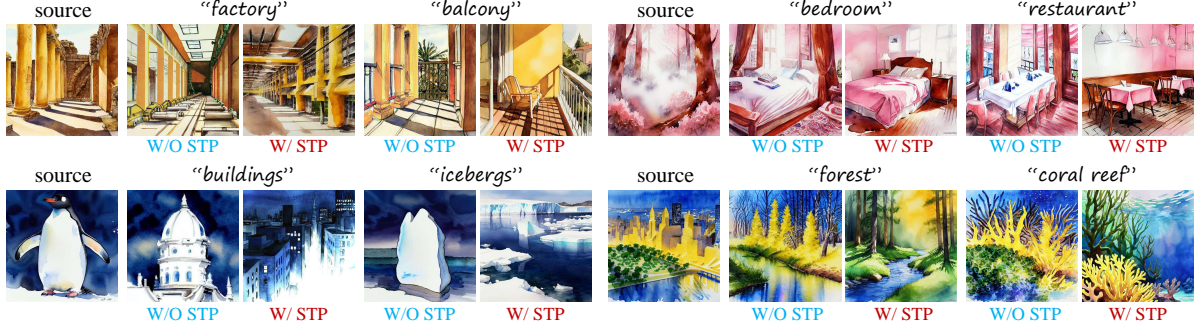 source “factory” “balcony” source “bedroom” “restaurant”
W/O STP W/ STP W/O STP W/ STP W/O STP W/ STP W/O STP W/ STP
source “buildings” “icebergs” source “forest” “coral reef”
W/O STP W/ STP W/O STP W/ STP W/O STP W/ STP W/O STP W/ STP